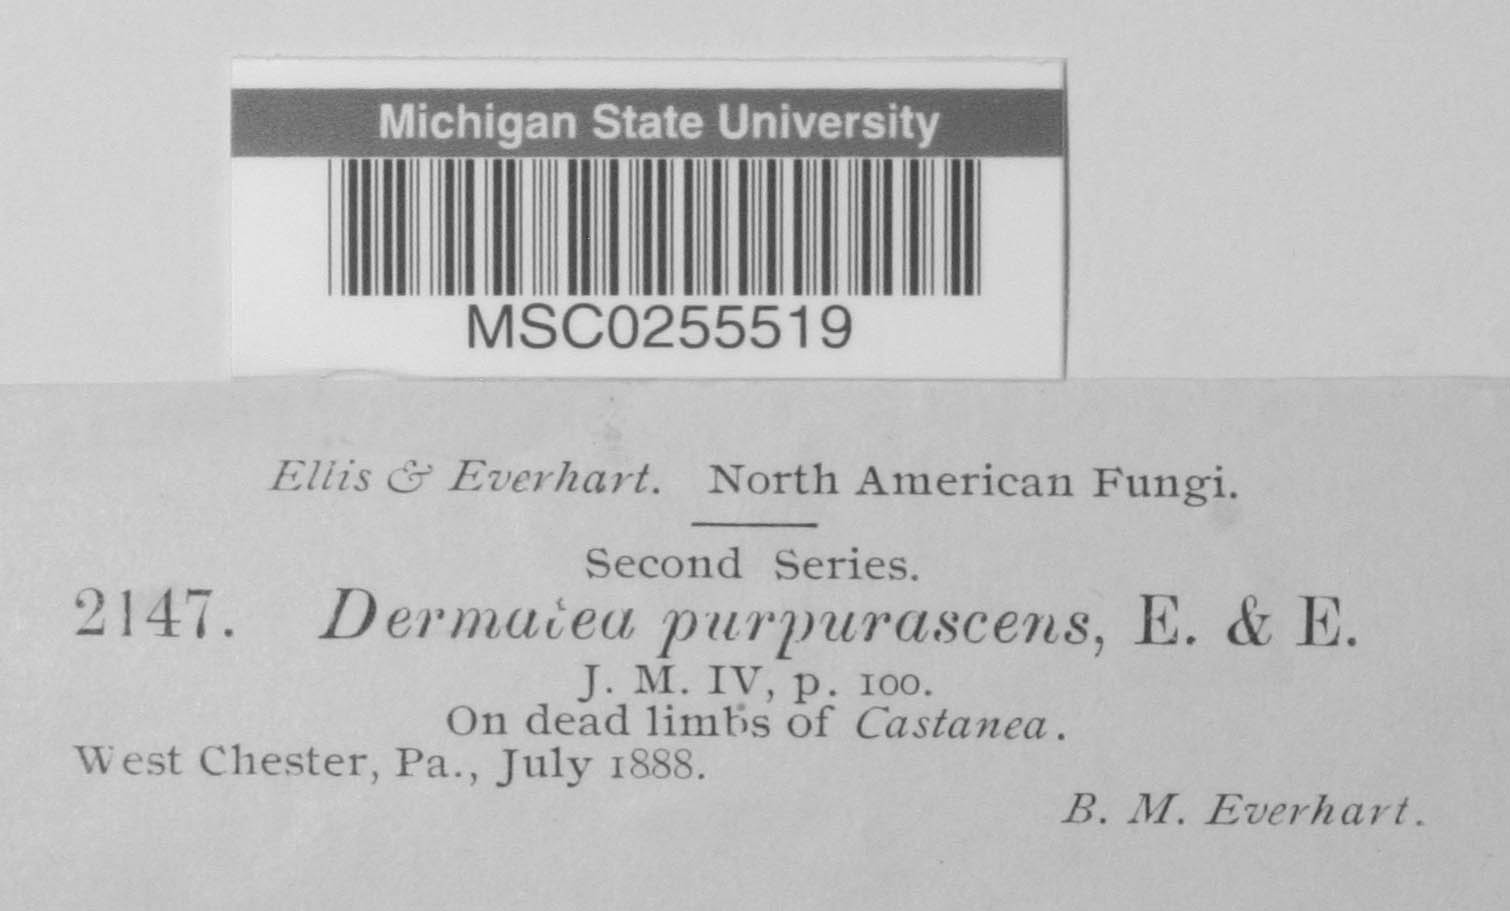 Michigan State University
MSC0255519
Ellis & Everhart. North American Fungi.
Second Series.
2147. Dermatea purpurascens, E. & E.
J. M. IV, p. 100.
On dead limbs of Castanea.
West Chester, Pa., July 1888.
B. M. Everhart.